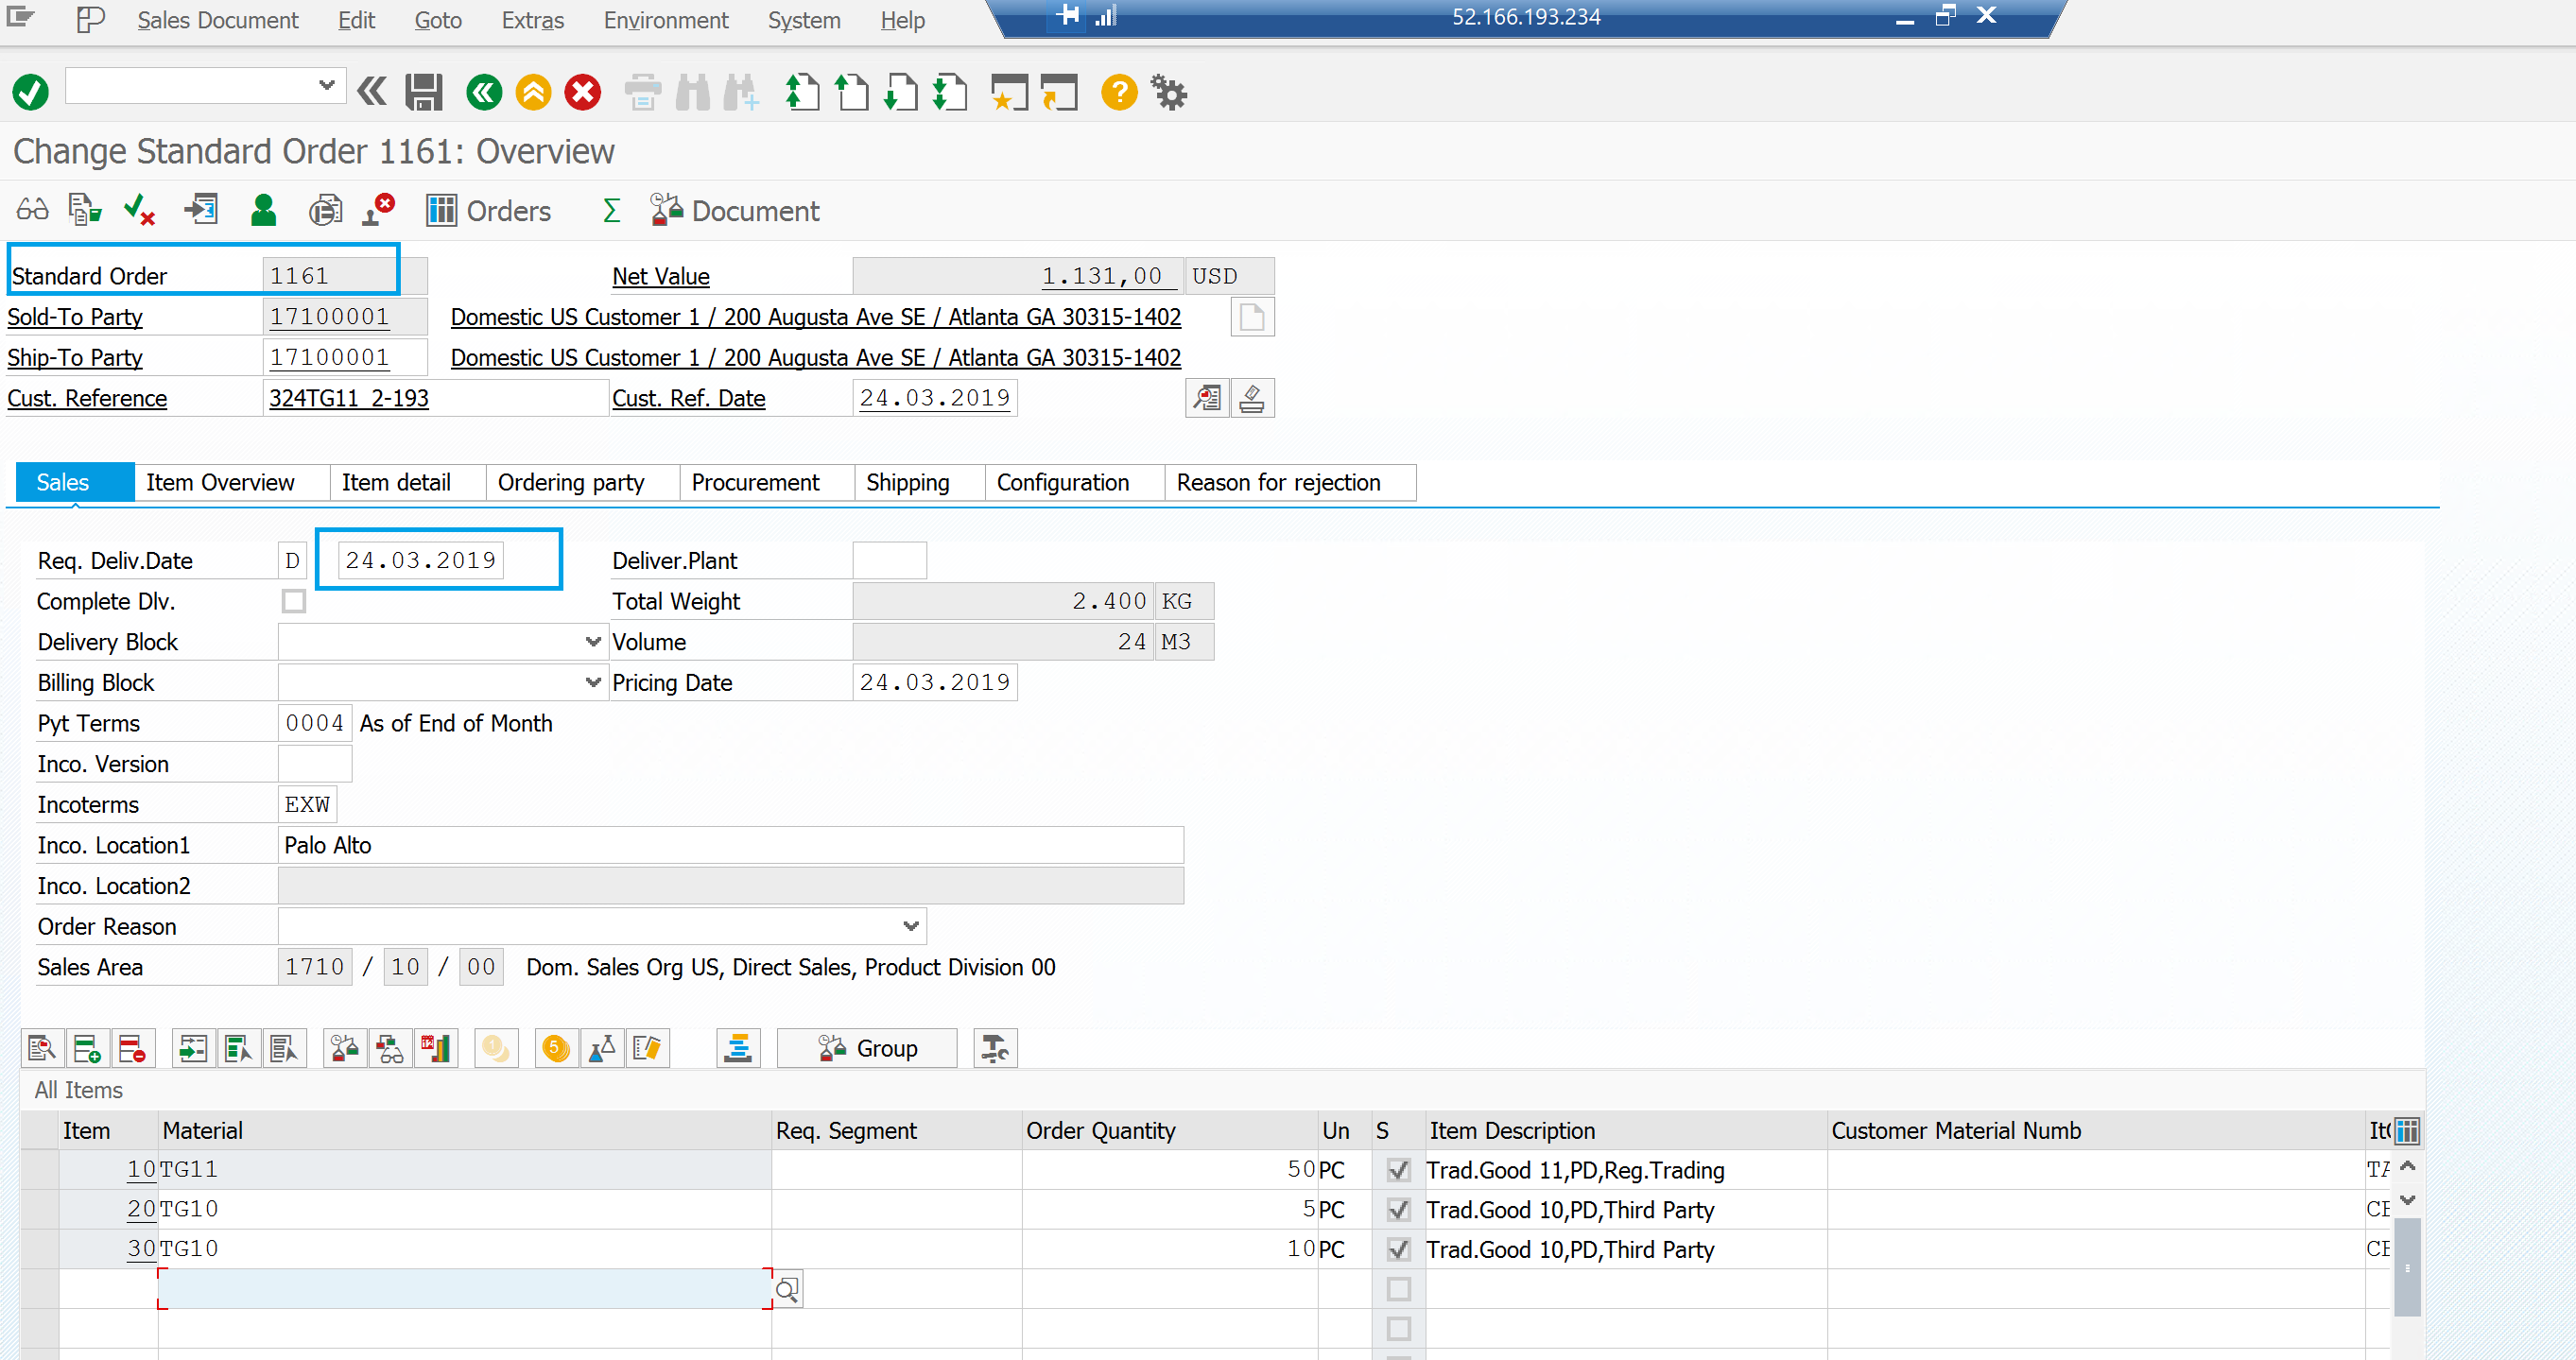 Sales Document Edit Goto Extras Environment System Help 52.166.193.234
Change Standard Order 1161: Overview
Orders Document
Standard Order 1161 Net Value 1.131,00 USD
Sold-To Party 17100001 Domestic US Customer 1 / 200 Augusta Ave SE / Atlanta GA 30315-1402
Ship-To Party 17100001 Domestic US Customer 1 / 200 Augusta Ave SE / Atlanta GA 30315-1402
Cust. Reference 324TG11 2-193 Cust. Ref. Date 24.03.2019
Sales Item Overview Item detail Ordering party Procurement Shipping Configuration Reason for rejection
Req. Deliv.Date D 24.03.2019 Deliver.Plant
Complete Dlv. Total Weight 2.400 KG
Delivery Block Volume 24 M3
Billing Block Pricing Date 24.03.2019
Pyt Terms 0004 As of End of Month
Inco. Version
Incoterms EXW
Inco. Location1 Palo Alto
Inco. Location2
Order Reason
Sales Area 1710 / 10 / 00 Dom. Sales Org US, Direct Sales, Product Division 00
Group
All Items
Item Material Req. Segment Order Quantity Un S Item Description Customer Material Numb
10 TG11 50 PC Trad.Good 11,PD,Reg.Trading TA
20 TG10 5 PC Trad.Good 10,PD,Third Party
30 TG10 10 PC Trad.Good 10,PD,Third Party